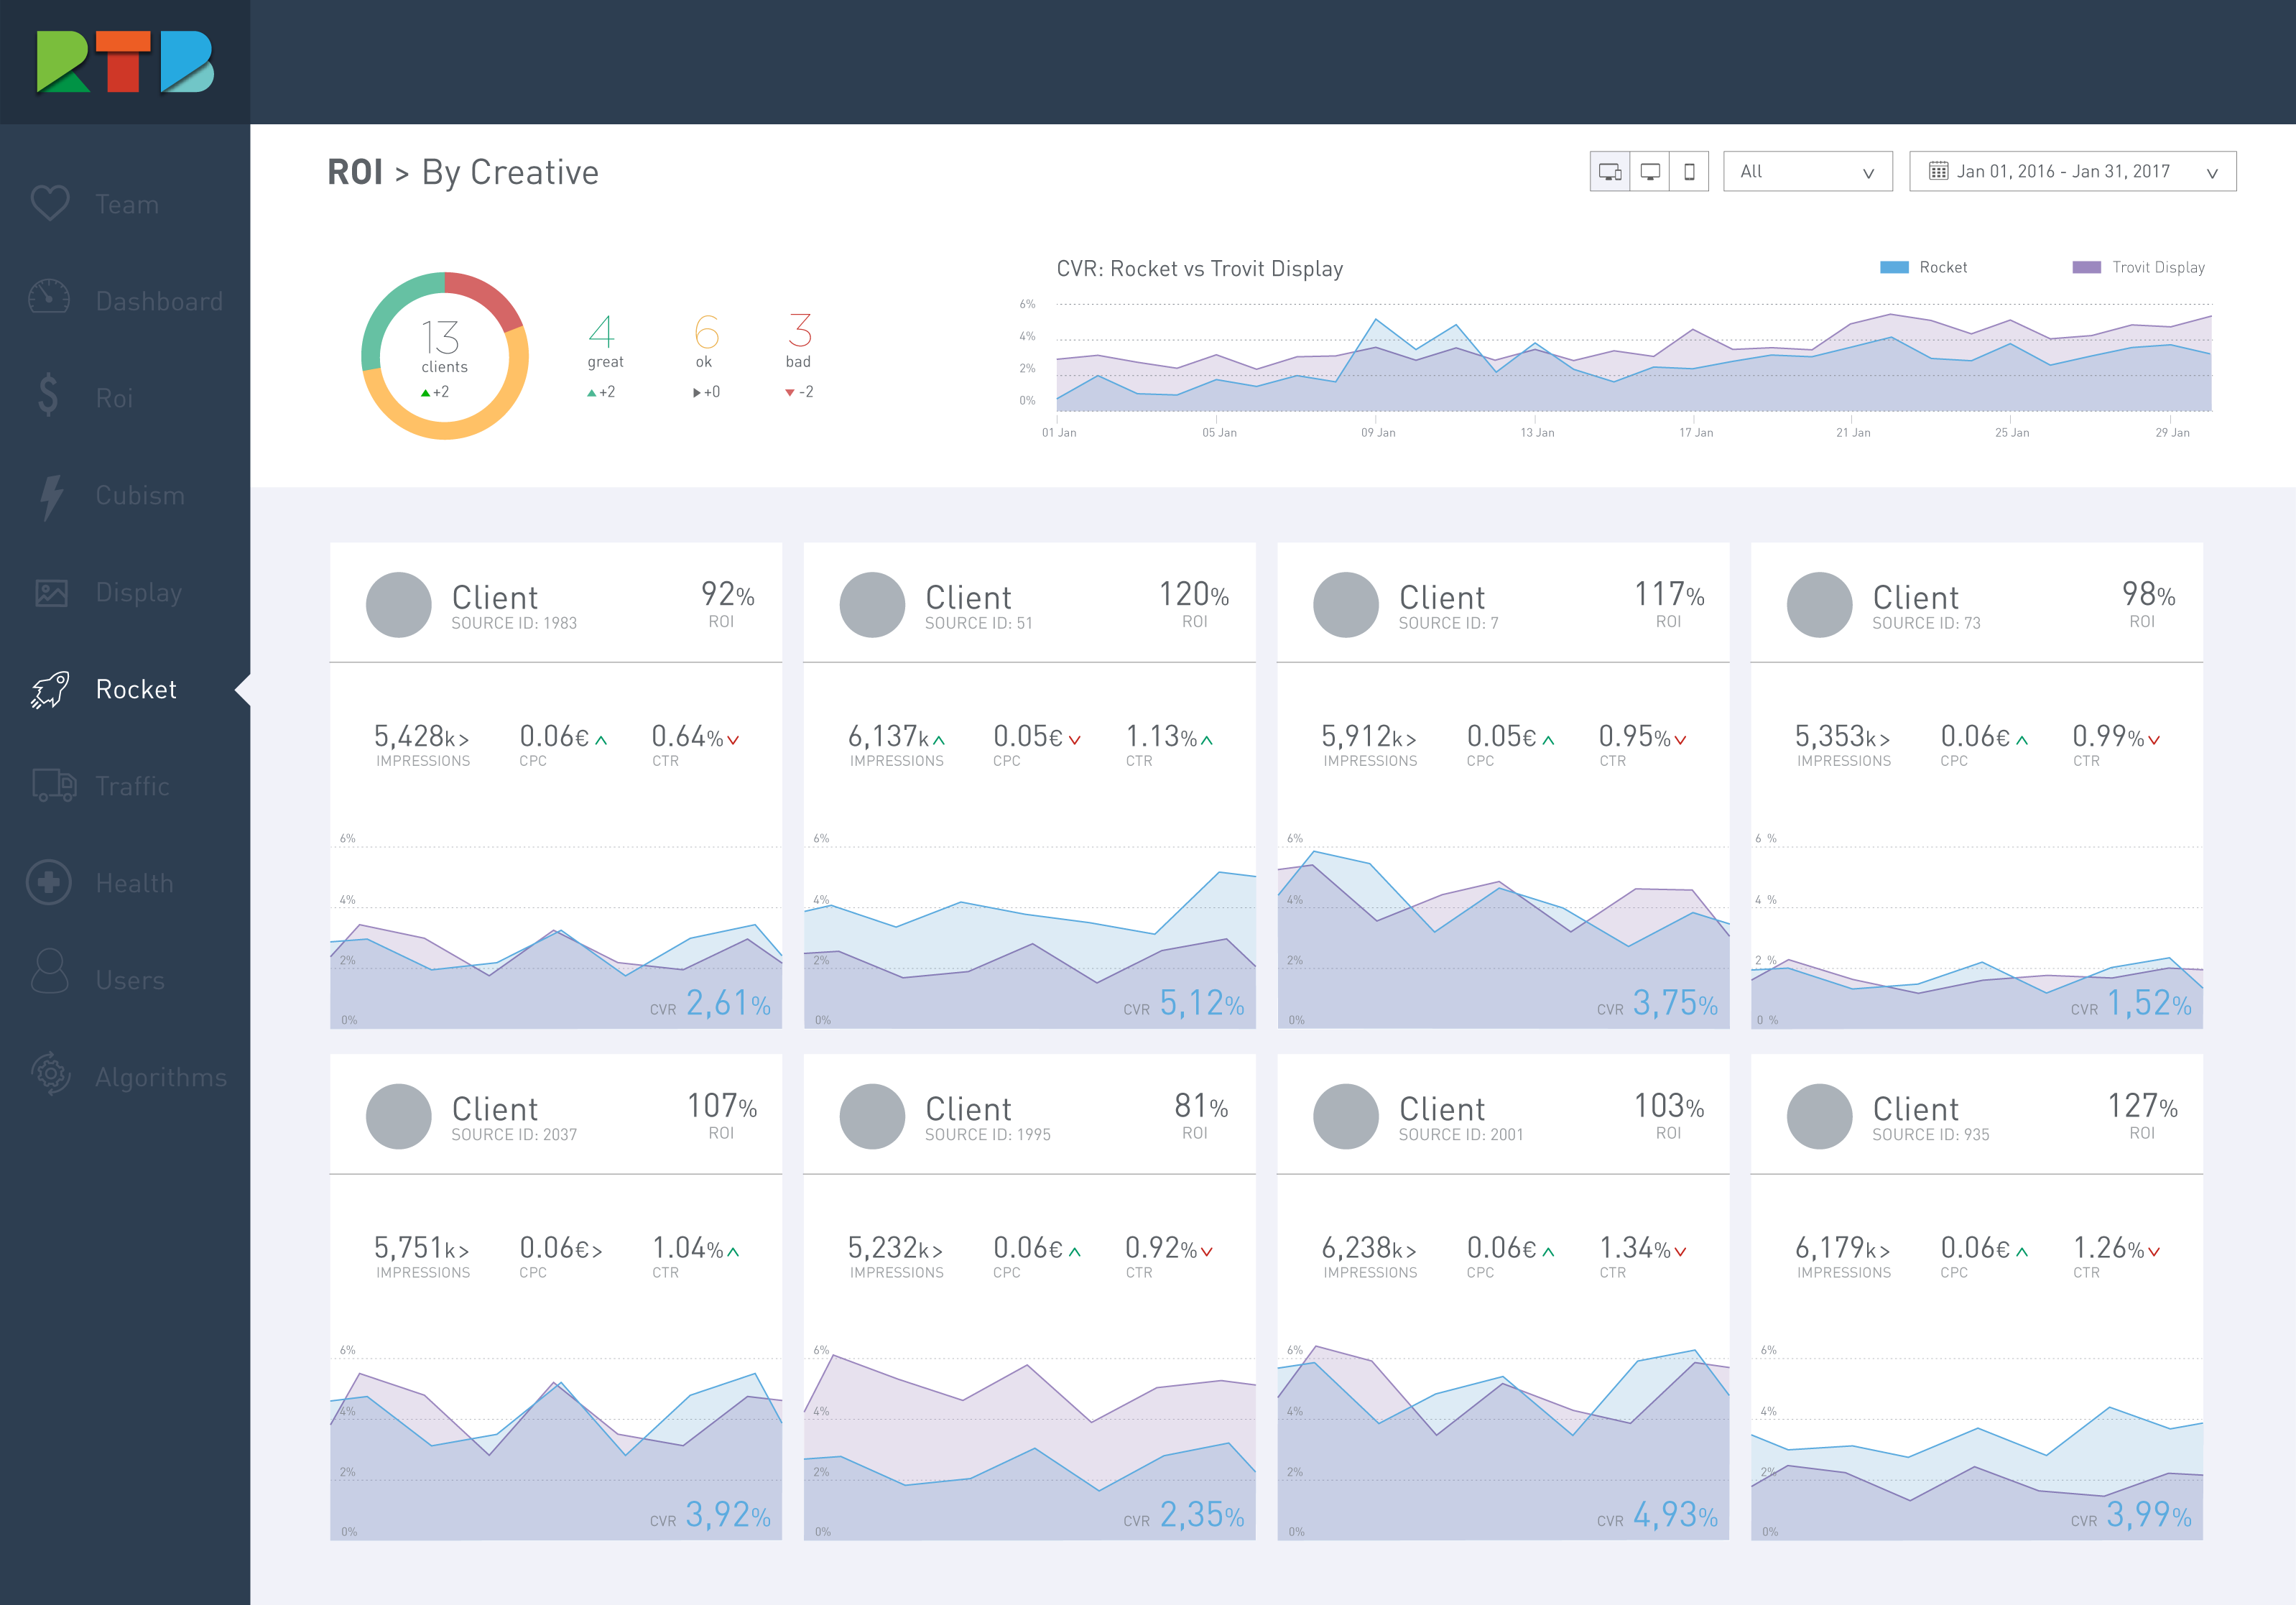 RTB
Team
Dashboard
Roi
Cubism
Display
Rocket
Traffic
Health
Users
Algorithms
ROI > By Creative
All
Jan 01, 2016 - Jan 31, 2017
13
clients
+2
4
great
+2
6
ok
+0
3
bad
-2
CVR: Rocket vs Trovit Display
Rocket
Trovit Display
6%
4%
2%
0%
01 Jan 05 Jan 09 Jan 13 Jan 17 Jan 21 Jan 25 Jan 29 Jan
Client
SOURCE ID: 1983
92%
ROI
5,428k> 0.06€ 0.64%
IMPRESSIONS CPC CTR
6%
4%
2%
0%
CVR 2,61%
Client
SOURCE ID: 51
120%
ROI
6,137k 0.05€ 1.13%
IMPRESSIONS CPC CTR
6%
4%
2%
0%
CVR 5,12%
Client
SOURCE ID: 7
117%
ROI
5,912k> 0.05€ 0.95%
IMPRESSIONS CPC CTR
6%
4%
2%
0%
CVR 3,75%
Client
SOURCE ID: 73
98%
ROI
5,353k> 0.06€ 0.99%
IMPRESSIONS CPC CTR
6 %
4 %
2 %
0 %
CVR 1,52%
Client
SOURCE ID: 2037
107%
ROI
5,751k> 0.06€> 1.04%
IMPRESSIONS CPC CTR
6%
4%
2%
0%
CVR 3,92%
Client
SOURCE ID: 1995
81%
ROI
5,232k> 0.06€ 0.92%
IMPRESSIONS CPC CTR
6%
4%
2%
0%
CVR 2,35%
Client
SOURCE ID: 2001
103%
ROI
6,238k> 0.06€ 1.34%
IMPRESSIONS CPC CTR
6%
4%
2%
0%
CVR 4,93%
Client
SOURCE ID: 935
127%
ROI
6,179k> 0.06€ 1.26%
IMPRESSIONS CPC CTR
6%
4%
2%
0%
CVR 3,99%